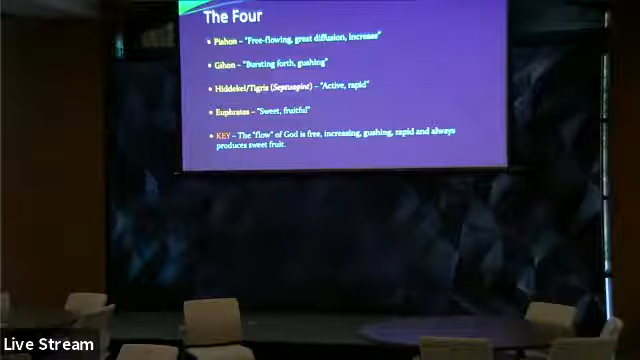 The Four
• Pishon – "Free-flowing, great diffusion, increase"
• Gihon – "Bursting forth, gushing"
• Hiddekel/Tigris (Septuagint) – "Active, rapid"
• Euphrates – "Sweet, fruitful"
• KEY – The "flow" of God is free, increasing, gushing, rapid and always
produces sweet fruit.
Live Stream